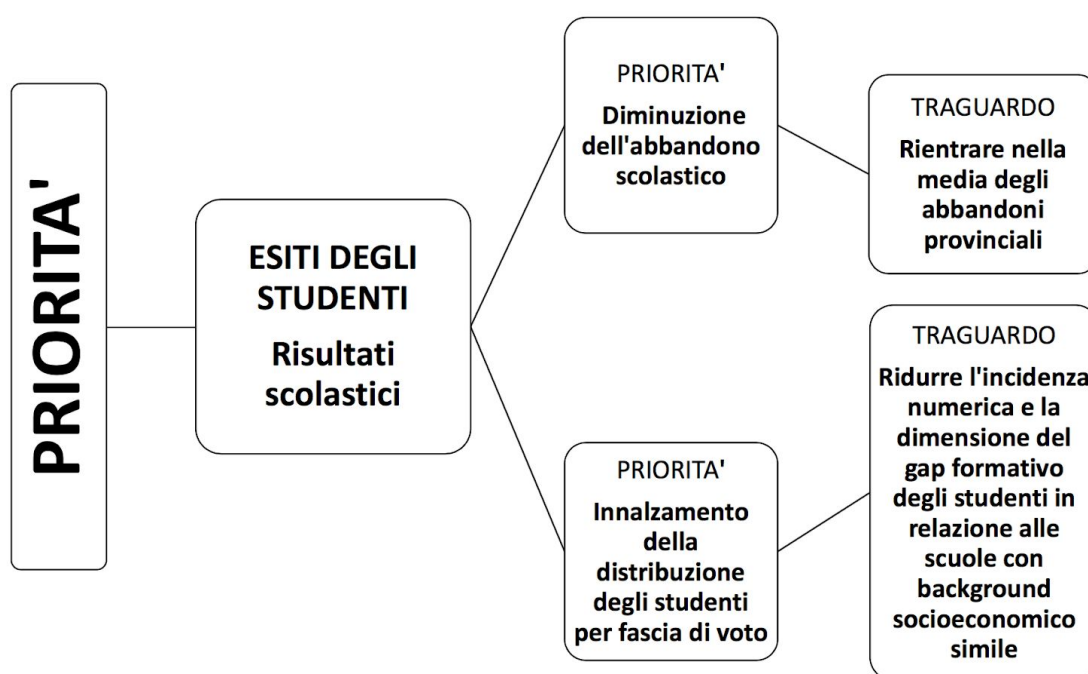 PRIORITA'
ESITI DEGLI
STUDENTI
Risultati
scolastici
PRIORITA'
Diminuzione
dell'abbandono
scolastico
TRAGUARDO
Rientrare nella
media degli
abbandoni
provinciali
PRIORITA'
Innalzamento
della
distribuzione
degli studenti
per fascia di voto
TRAGUARDO
Ridurre l'incidenza
numerica e la
dimensione del
gap formativo
degli studenti in
relazione alle
scuole con
background
socioeconomico
simile